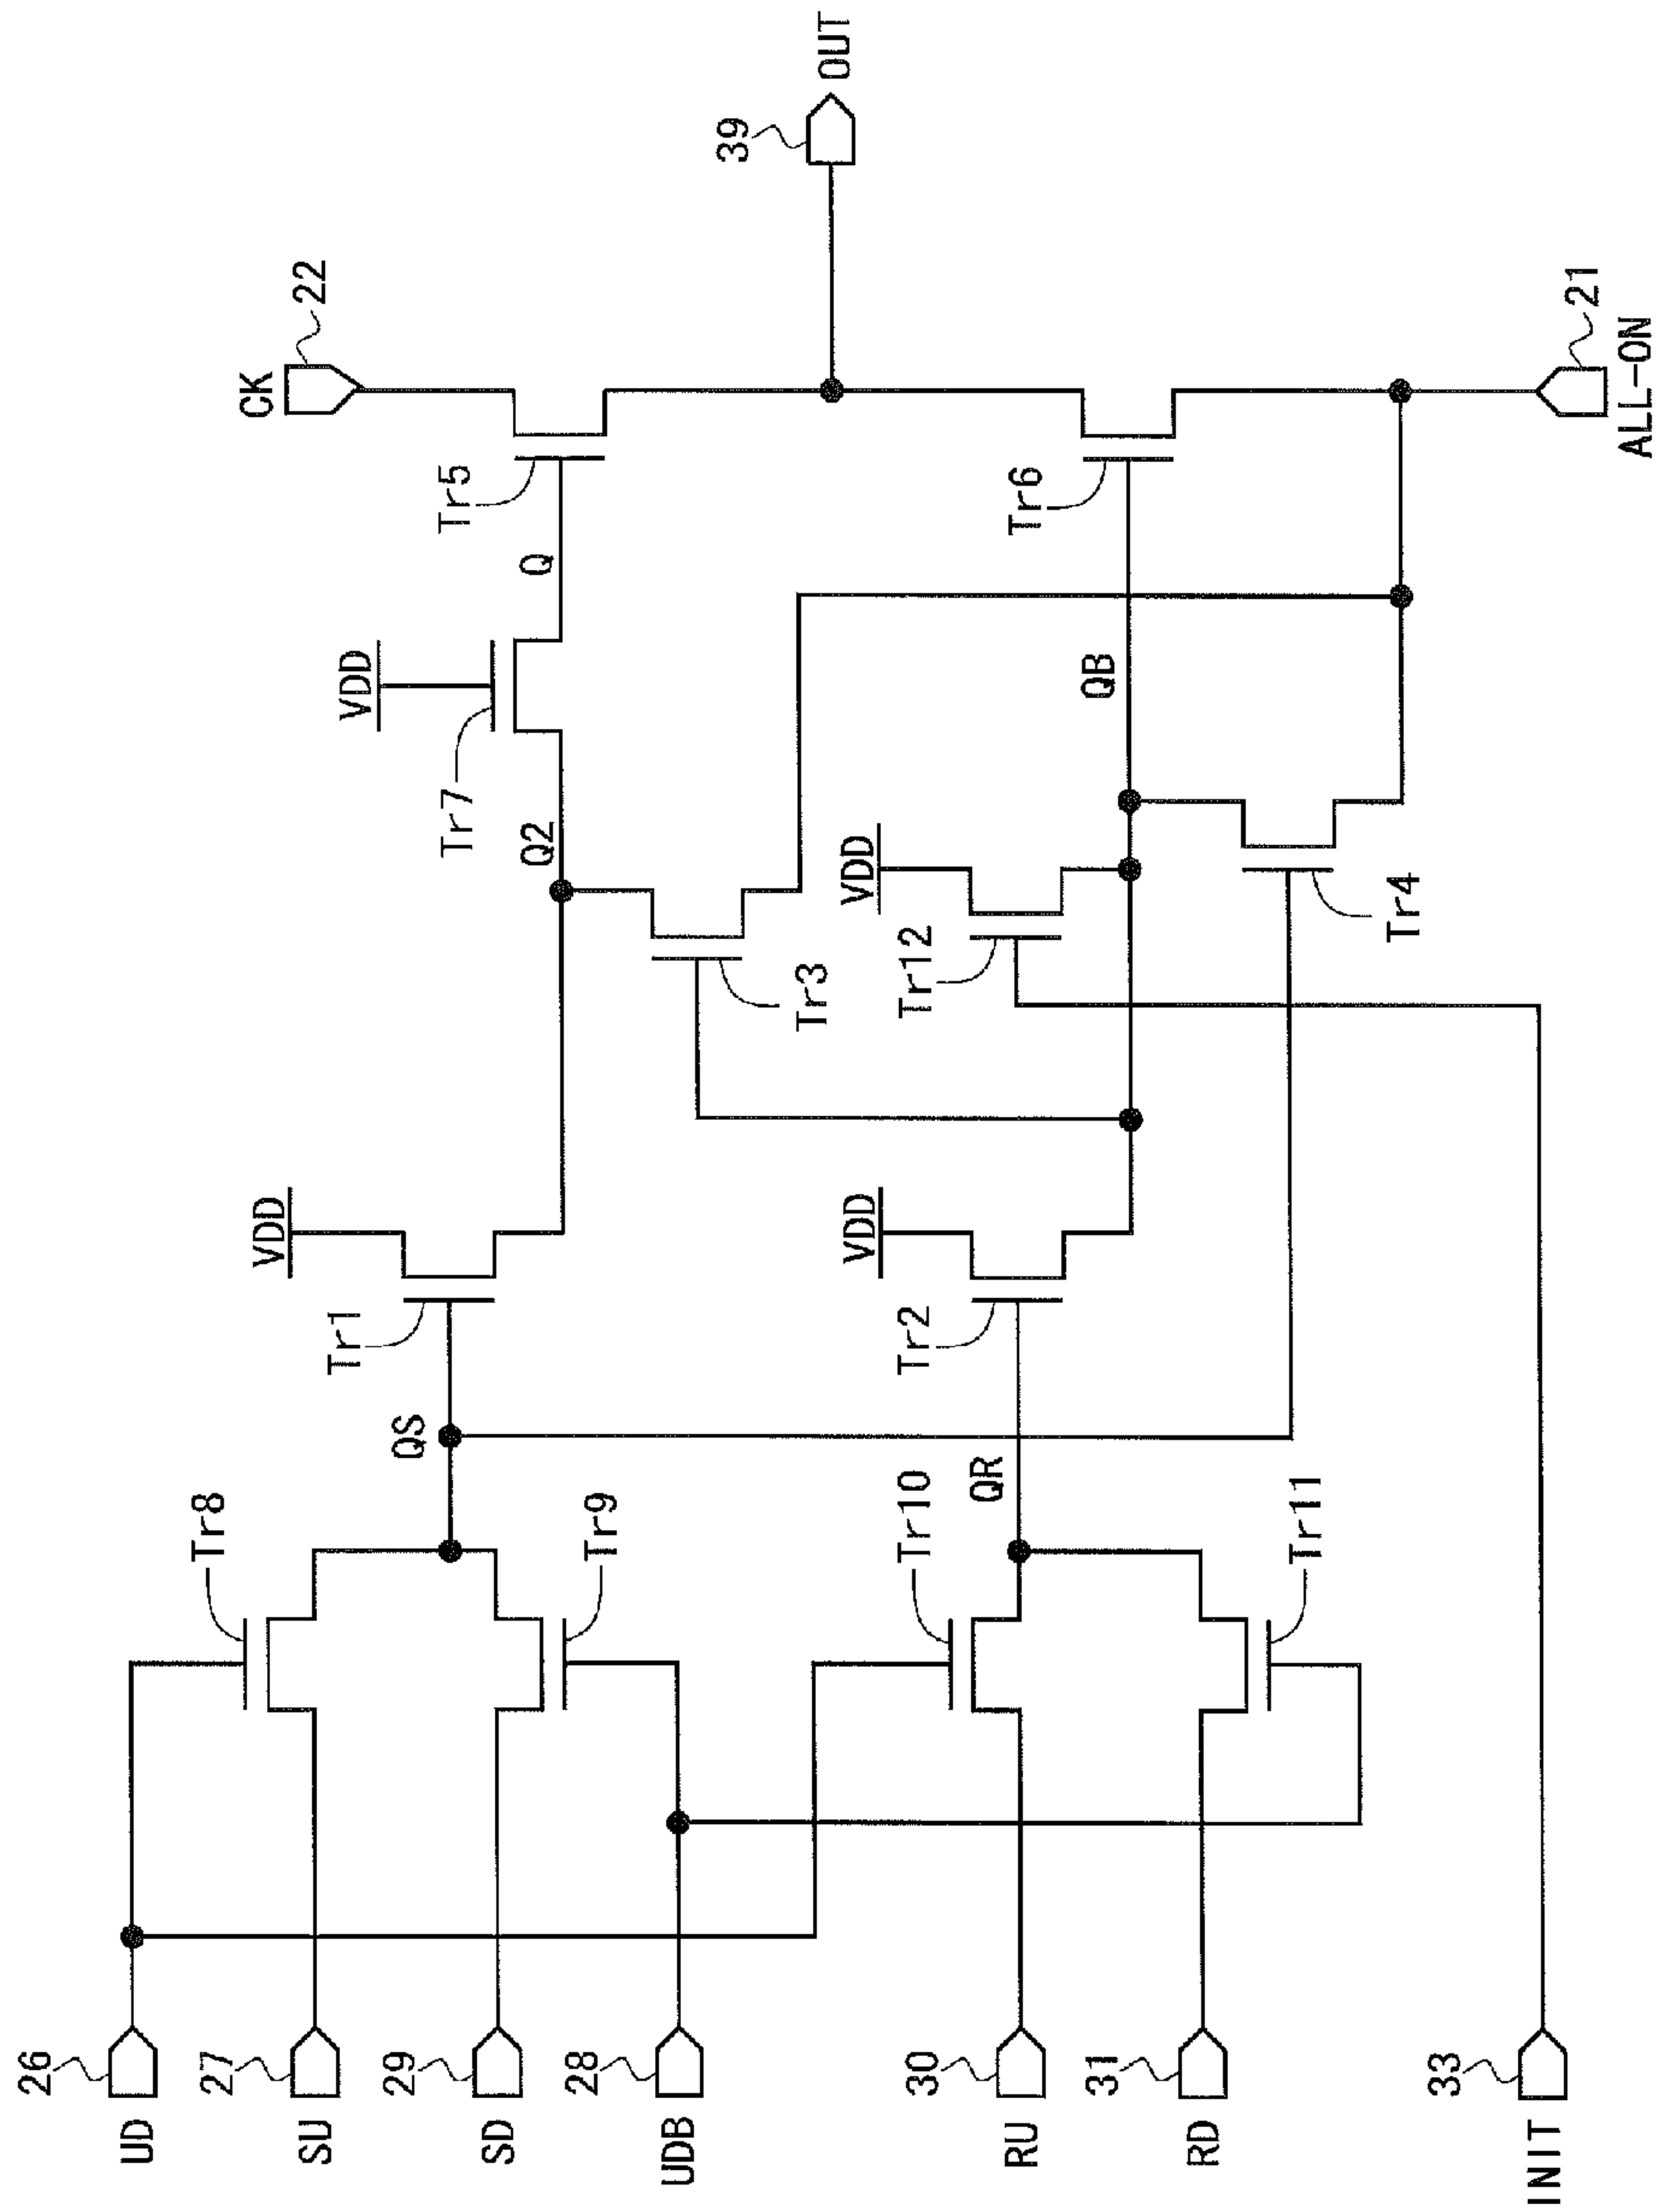 UD
26
SU
27
SD
29
UDB
28
RU
30
RD
31
INIT
33
Tr8
Tr9
Tr10
Tr11
QS
QR
Tr1
VDD
Tr2
VDD
Tr3
Tr12
VDD
Tr4
Q2
Tr7
VDD
QB
Q
Tr5
Tr6
CK
22
ALL-ON
21
39
OUT